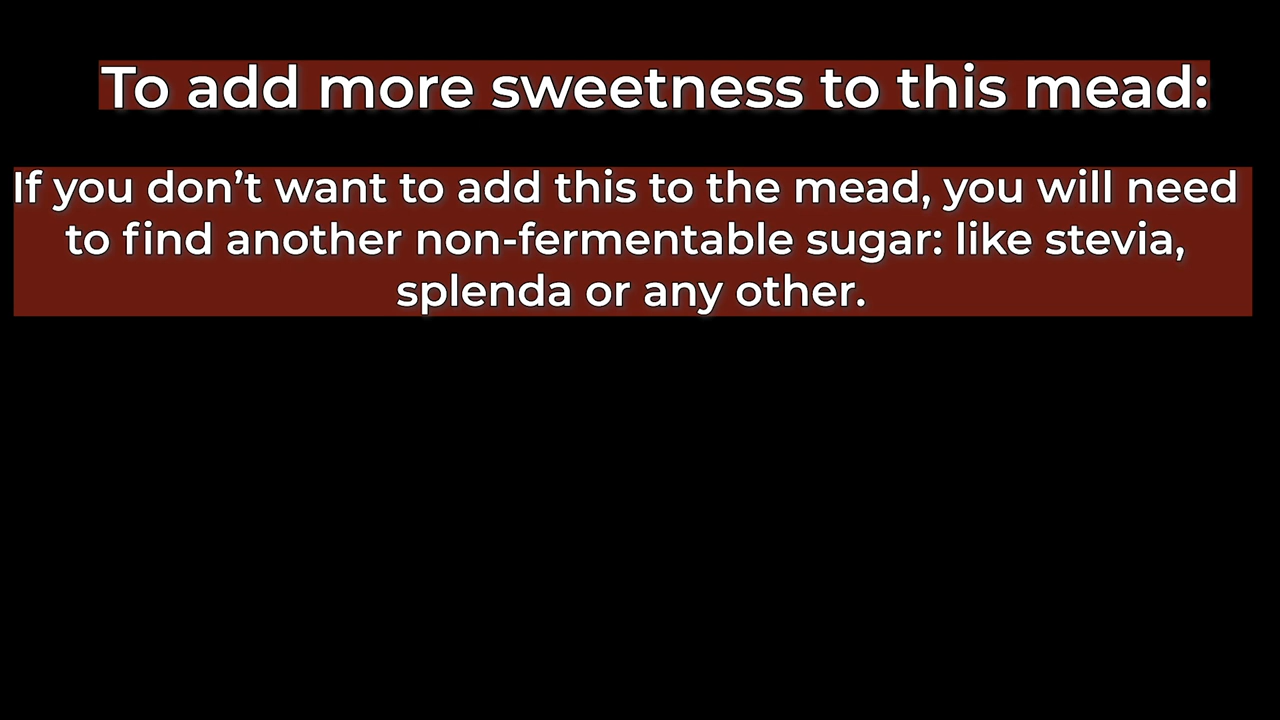 To add more sweetness to this mead:
If you don’t want to add this to the mead, you will need
to find another non-fermentable sugar: like stevia,
splenda or any other.